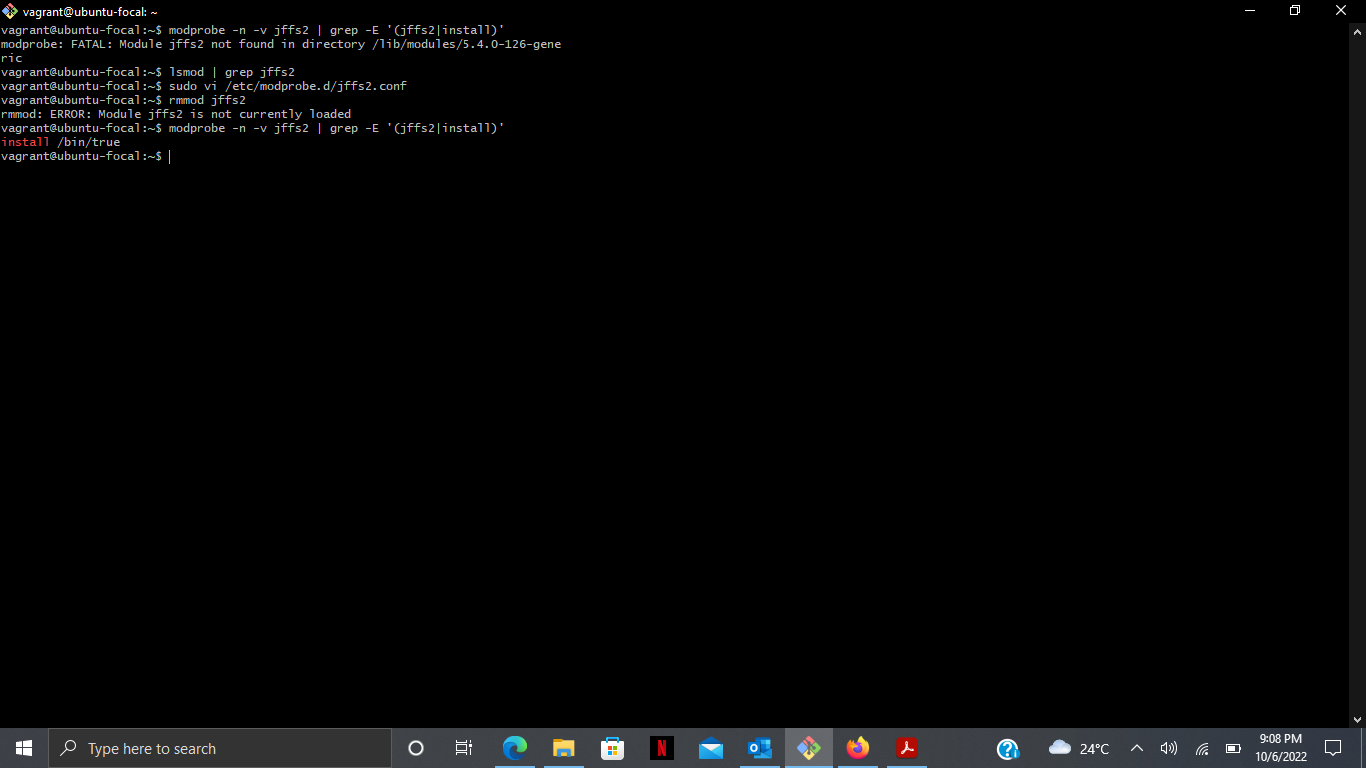 vagrant@ubuntu-focal: ~
vagrant@ubuntu-focal:~$ modprobe -n -v jffs2 | grep -E '(jffs2|install)'
modprobe: FATAL: Module jffs2 not found in directory /lib/modules/5.4.0-126-gene
ric
vagrant@ubuntu-focal:~$ lsmod | grep jffs2
vagrant@ubuntu-focal:~$ sudo vi /etc/modprobe.d/jffs2.conf
vagrant@ubuntu-focal:~$ rmmod jffs2
rmmod: ERROR: Module jffs2 is not currently loaded
vagrant@ubuntu-focal:~$ modprobe -n -v jffs2 | grep -E '(jffs2|install)'
install /bin/true
vagrant@ubuntu-focal:~$
Type here to search
N
24°C
9:08 PM
10/6/2022